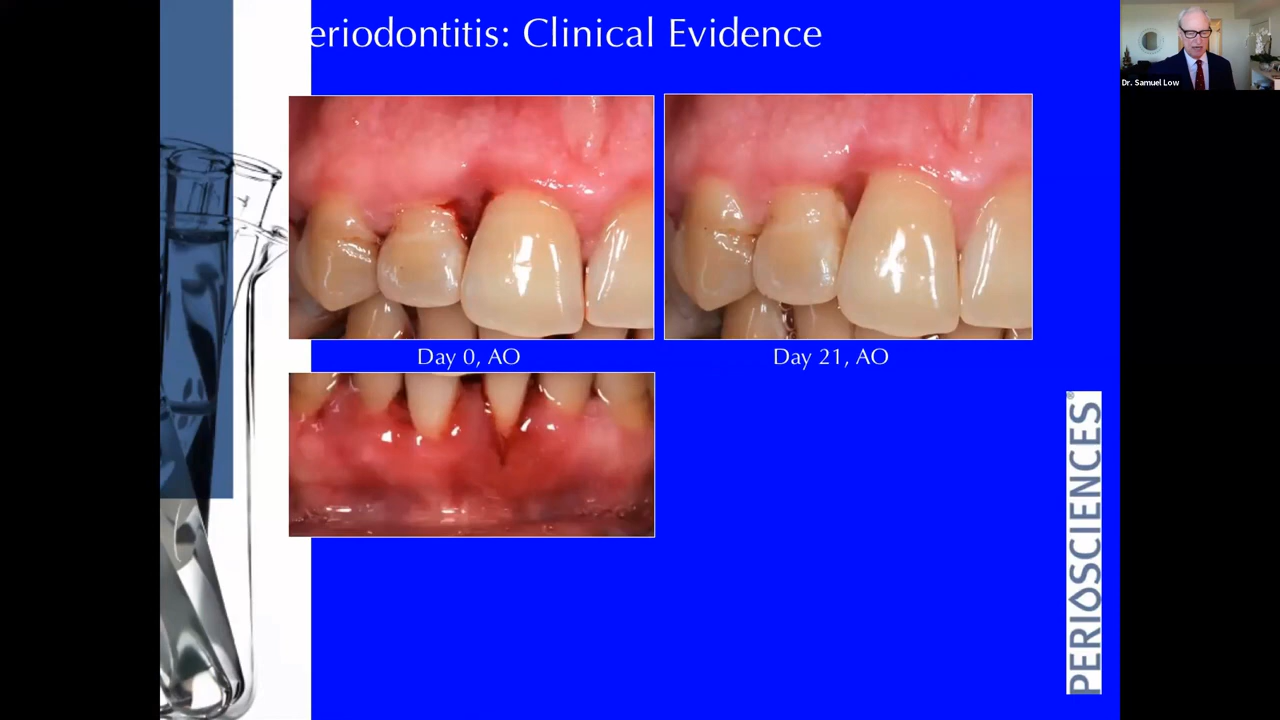 eriodontitis: Clinical Evidence
Dr. Samuel Low
Day 0, AO
Day 21, AO
PERIOSCIENCES®